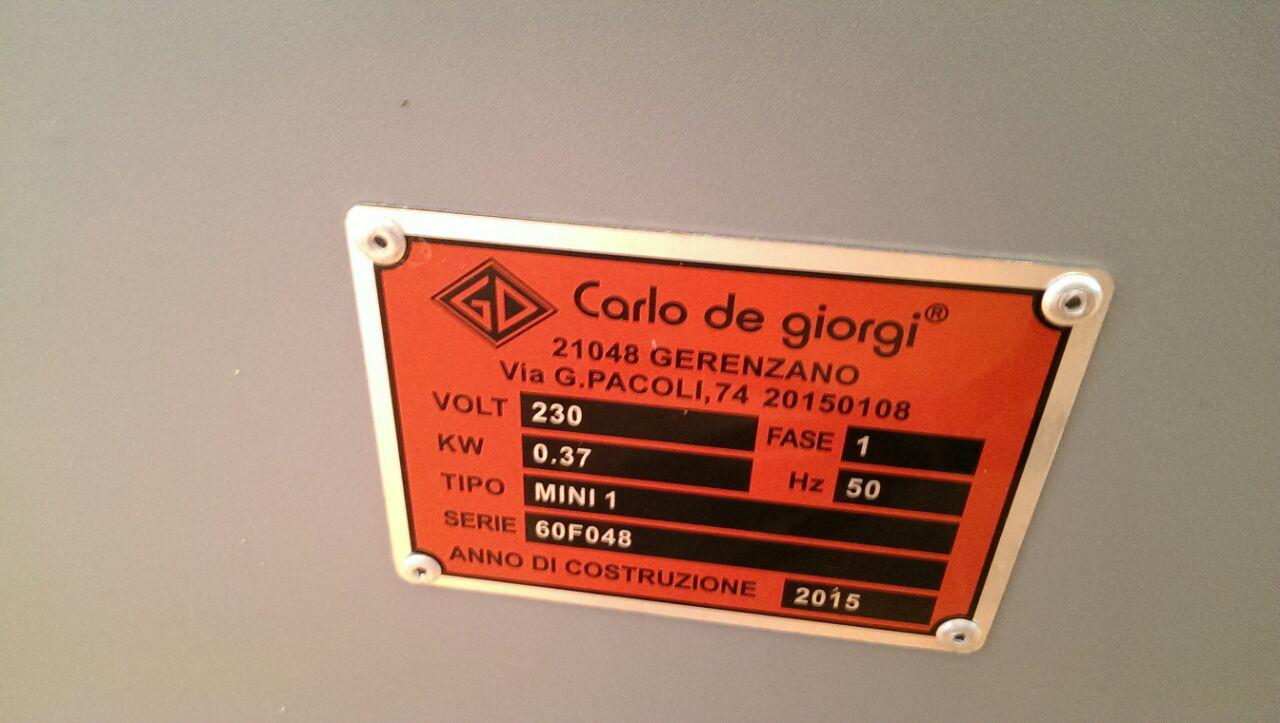 GD Carlo de giorgi®
21048 GERENZANO
Via G.PACOLI,74 20150108
VOLT 230 FASE 1
KW 0.37 Hz 50
TIPO MINI 1
SERIE 60F048
ANNO DI COSTRUZIONE 2015